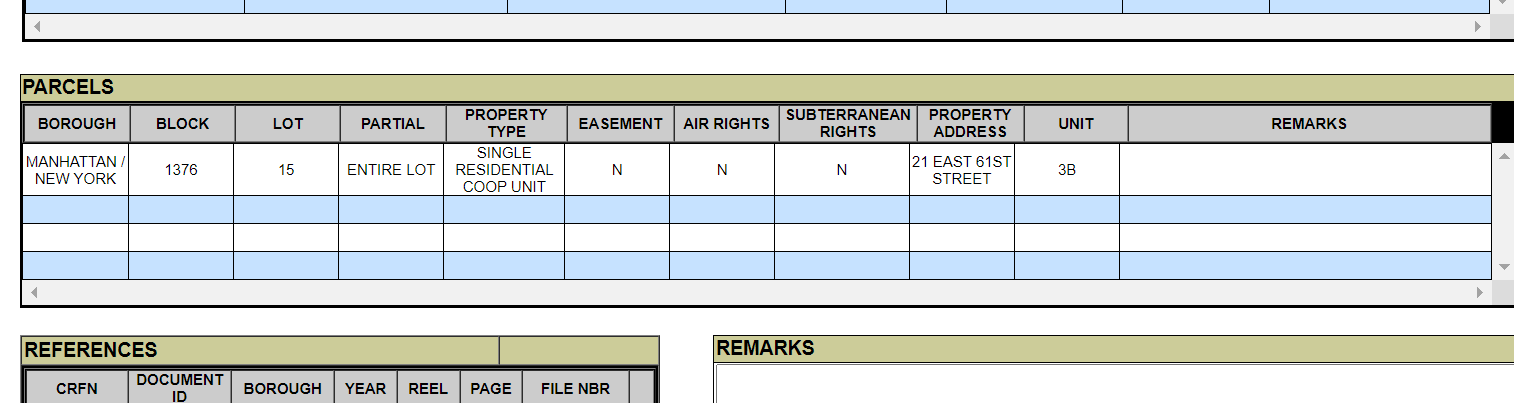 PARCELS
BOROUGH BLOCK LOT PARTIAL PROPERTY TYPE EASEMENT AIR RIGHTS SUBTERRANEAN RIGHTS PROPERTY ADDRESS UNIT REMARKS
MANHATTAN / NEW YORK 1376 15 ENTIRE LOT SINGLE RESIDENTIAL COOP UNIT N N N 21 EAST 61ST STREET 3B
REFERENCES
CRFN DOCUMENT ID BOROUGH YEAR REEL PAGE FILE NBR
REMARKS